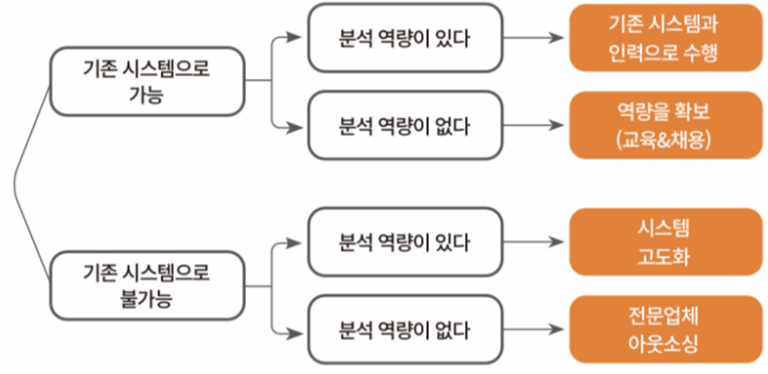 기존 시스템으로
가능
분석 역량이 있다
기존 시스템과
인력으로 수행
분석 역량이 없다
역량을 확보
(교육&채용)
기존 시스템으로
불가능
분석 역량이 있다
시스템
고도화
분석 역량이 없다
전문업체
아웃소싱